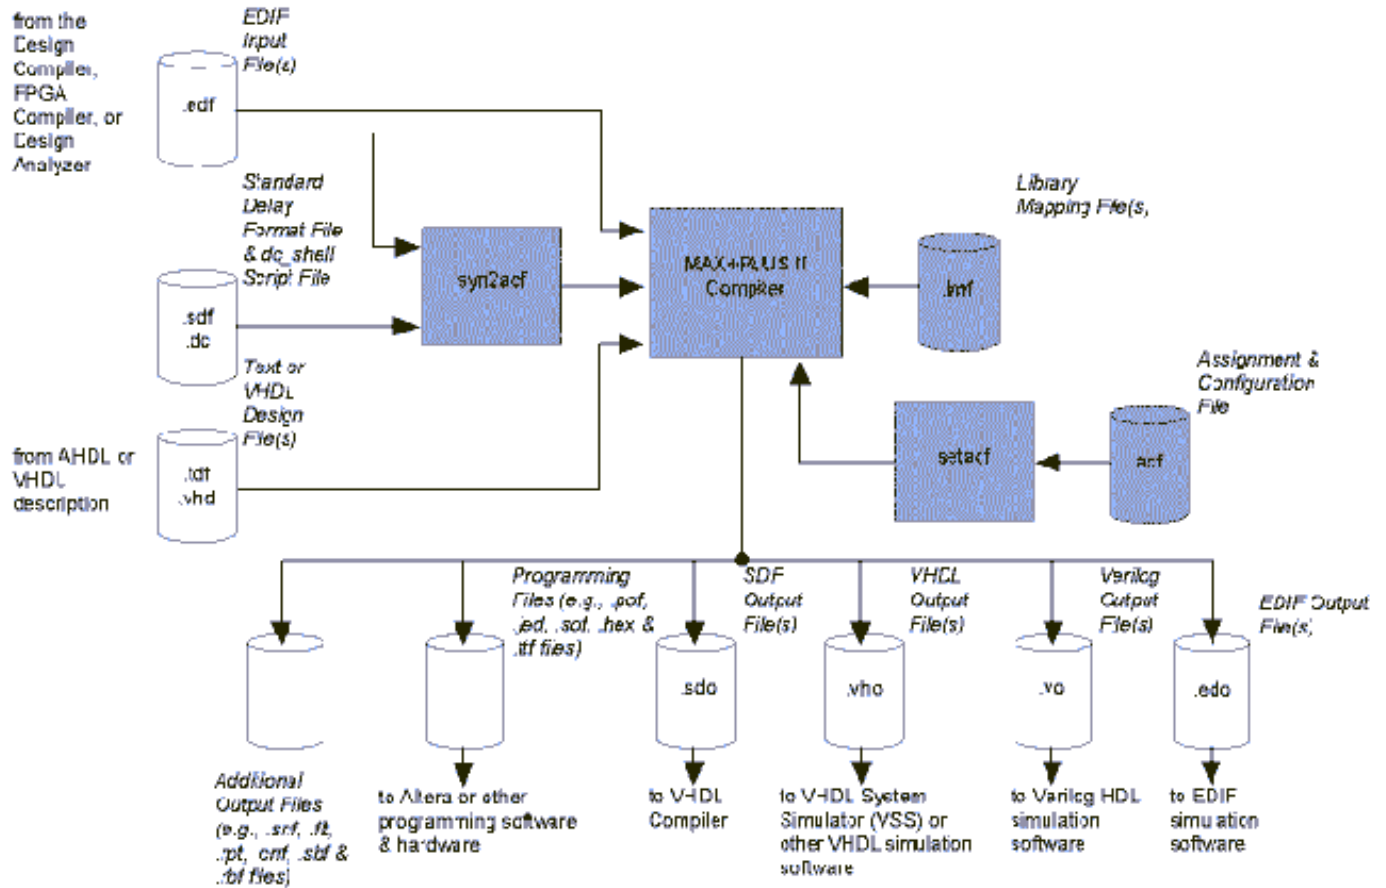 from the
Design
Compiler,
FPGA
Compiler, or
Design
Analyzer
EDIF
Input
File(s)
.edf
Standard
Delay
Format File
& dc_shell
Script File
.sdf
.dc
syn2acf
MAX+PLUS II
Compiler
Library
Mapping File(s)
.lmf
Text or
VHDL
Design
File(s)
from AHDL or
VHDL
description
.tdf
.vhd
Assignment &
Configuration
File
setacf
acf
Programming
Files (e.g., .pof,
.jed, .sof, .hex &
.ttf files)
SDF
Output
File(s)
VHDL
Output
File(s)
Verilog
Output
File(s)
EDIF Output
File(s)
.sdo
.vho
.vo
.edo
Additional
Output Files
(e.g., .snf, .fit,
.rpt, .cnf, .sbf &
.rbf files)
to Altera or other
programming software
& hardware
to VHDL
Compiler
to VHDL System
Simulator (VSS) or
other VHDL simulation
software
to Verilog HDL
simulation
software
to EDIF
simulation
software